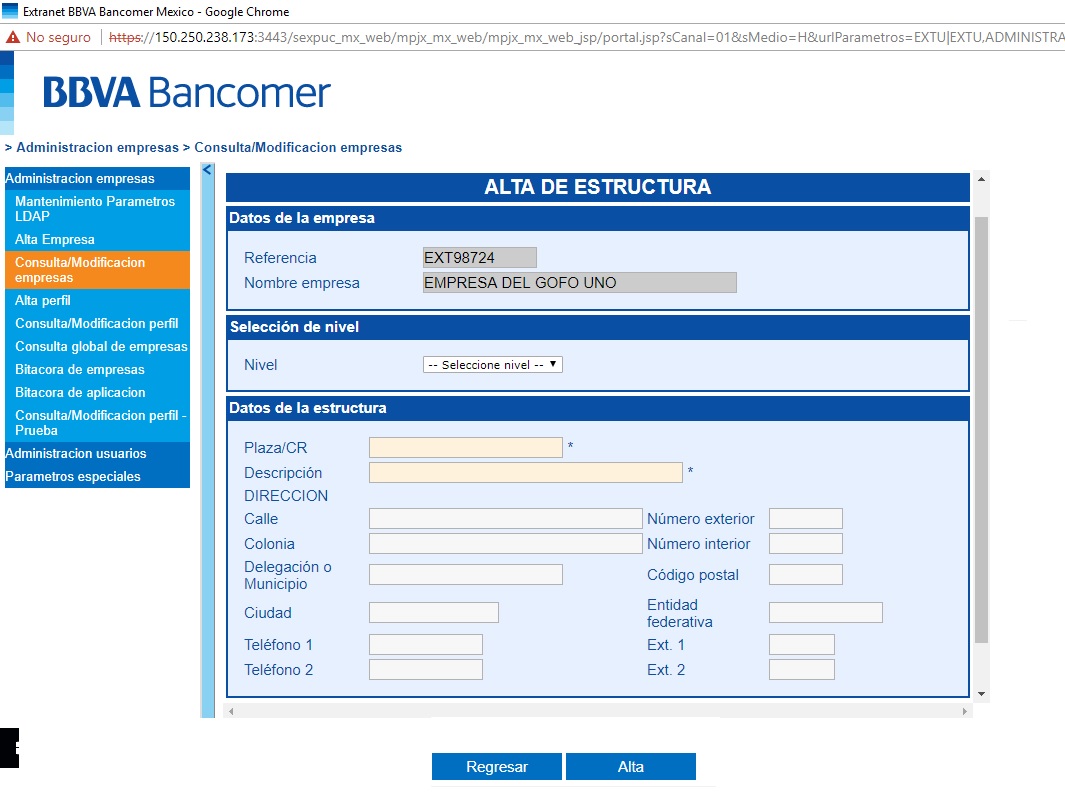 Extranet BBVA Bancomer Mexico - Google Chrome
No seguro | https://150.250.238.173:3443/sexpuc_mx_web/mpjx_mx_web/mpjx_mx_web_jsp/portal.jsp?sCanal=01&sMedio=H&urlParametros=EXTU|EXTU,ADMINISTRA
BBVA Bancomer
> Administracion empresas > Consulta/Modificacion empresas
Administracion empresas
Mantenimiento Parametros
LDAP
Alta Empresa
Consulta/Modificacion
empresas
Alta perfil
Consulta/Modificacion perfil
Consulta global de empresas
Bitacora de empresas
Bitacora de aplicacion
Consulta/Modificacion perfil -
Prueba
Administracion usuarios
Parametros especiales
<
ALTA DE ESTRUCTURA
Datos de la empresa
Referencia EXT98724
Nombre empresa EMPRESA DEL GOFO UNO
Selección de nivel
Nivel -- Seleccione nivel --
Datos de la estructura
Plaza/CR *
Descripción *
DIRECCION
Calle Número exterior
Colonia Número interior
Delegación o
Municipio Código postal
Ciudad Entidad
federativa
Teléfono 1 Ext. 1
Teléfono 2 Ext. 2
Regresar Alta